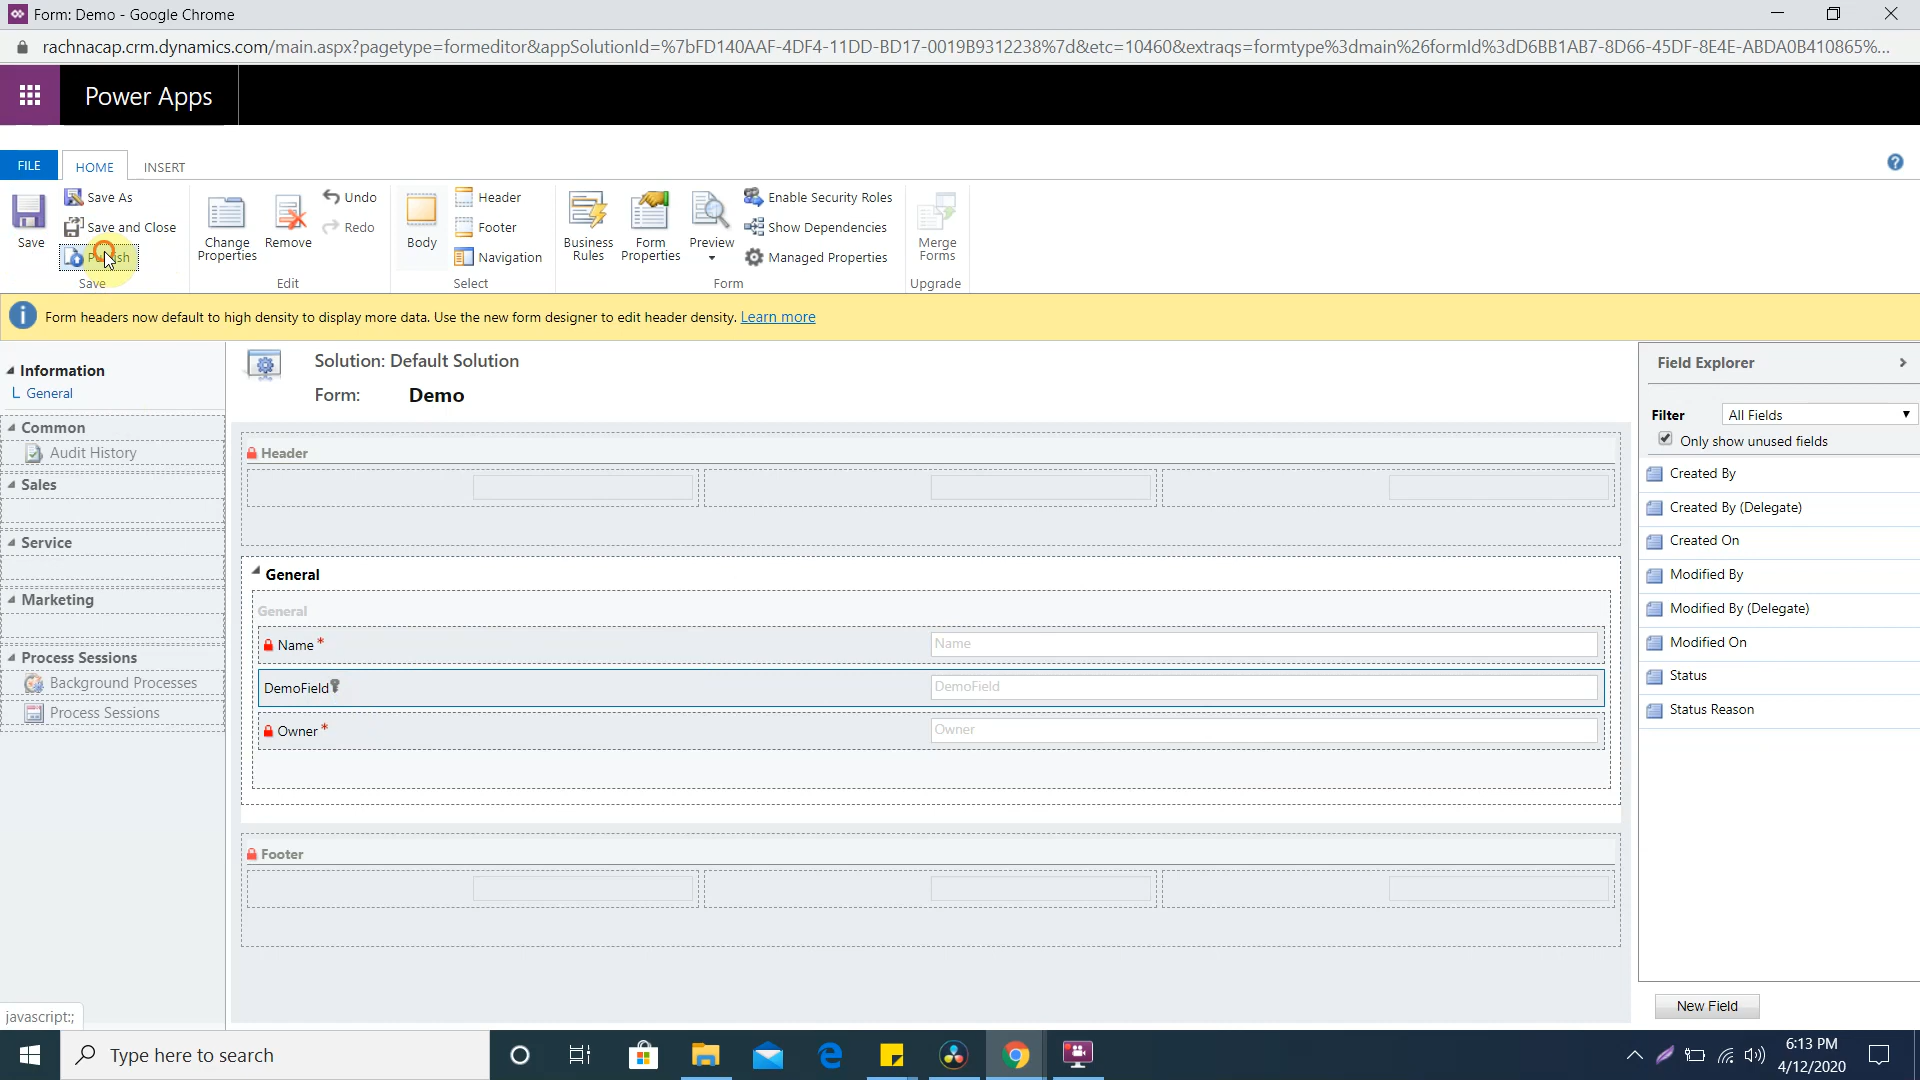 Form: Demo - Google Chrome
rachnacap.crm.dynamics.com/main.aspx?pagetype=formeditor&appSolutionId=%7bFD140AAF-4DF4-11DD-BD17-0019B9312238%7d&etc=10460&extraqs=formtype%3dmain%26formId%3dD6BB1AB7-8D66-45DF-8E4E-ABDA0B410865%...
Power Apps
FILE HOME INSERT
Save
Save As
Save and Close
Publish
Save
Change Properties
Remove
Undo
Redo
Edit
Body
Header
Footer
Navigation
Select
Business Rules
Form Properties
Preview
Enable Security Roles
Show Dependencies
Managed Properties
Form
Merge Forms
Upgrade
Form headers now default to high density to display more data. Use the new form designer to edit header density. Learn more
Information
General
Common
Audit History
Sales
Service
Marketing
Process Sessions
Background Processes
Process Sessions
Solution: Default Solution
Form: Demo
Header
General
General
Name * Name
DemoField DemoField
Owner * Owner
Footer
Field Explorer
Filter All Fields
Only show unused fields
Created By
Created By (Delegate)
Created On
Modified By
Modified By (Delegate)
Modified On
Status
Status Reason
New Field
javascript:;
Type here to search
6:13 PM
4/12/2020